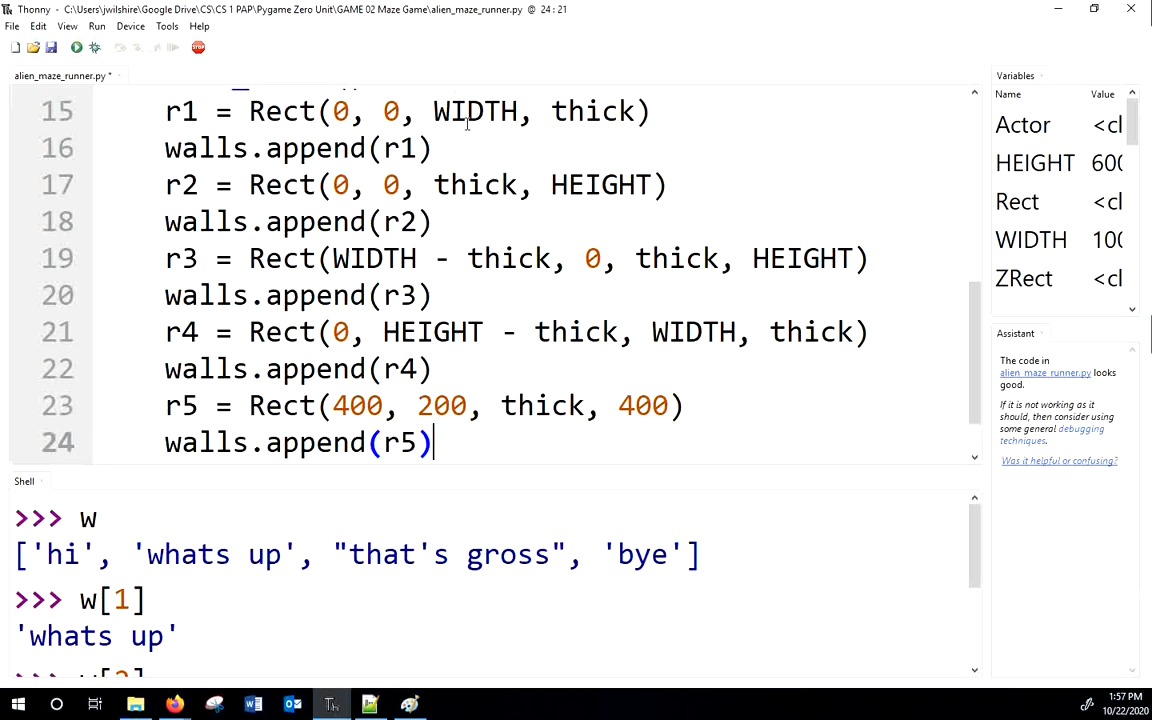 Thonny - C:\Users\jwilshire\Google Drive\CS\CS 1 PAP\Pygame Zero Unit\GAME 02 Maze Game\alien_maze_runner.py @ 24 : 21
File Edit View Run Device Tools Help
STOP
alien_maze_runner.py *
15 r1 = Rect(0, 0, WIDTH, thick)
16 walls.append(r1)
17 r2 = Rect(0, 0, thick, HEIGHT)
18 walls.append(r2)
19 r3 = Rect(WIDTH - thick, 0, thick, HEIGHT)
20 walls.append(r3)
21 r4 = Rect(0, HEIGHT - thick, WIDTH, thick)
22 walls.append(r4)
23 r5 = Rect(400, 200, thick, 400)
24 walls.append(r5)
Shell
>>> w
['hi', 'whats up', "that's gross", 'bye']
>>> w[1]
'whats up'
Variables
Name Value
Actor <cl
HEIGHT 600
Rect <cl
WIDTH 100
ZRect <cl
Assistant
The code in
alien_maze_runner.py looks
good.
If it is not working as it
should, then consider using
some general debugging
techniques.
Was it helpful or confusing?
1:57 PM
10/22/2020